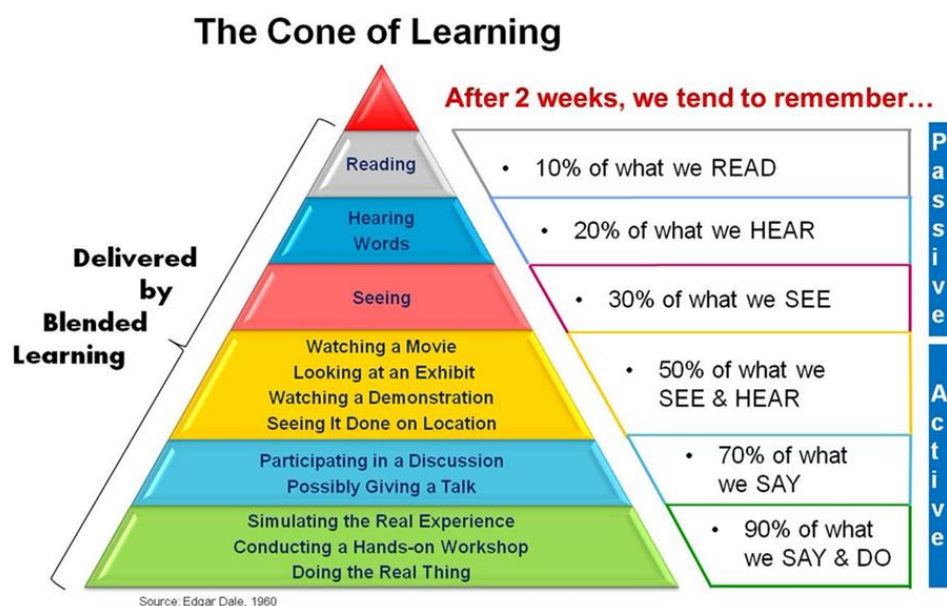 The Cone of Learning
After 2 weeks, we tend to remember…
Delivered
by
Blended
Learning
Reading
Hearing
Words
Seeing
Watching a Movie
Looking at an Exhibit
Watching a Demonstration
Seeing It Done on Location
Participating in a Discussion
Possibly Giving a Talk
Simulating the Real Experience
Conducting a Hands-on Workshop
Doing the Real Thing
• 10% of what we READ
• 20% of what we HEAR
• 30% of what we SEE
• 50% of what we
SEE & HEAR
• 70% of what
we SAY
• 90% of what
we SAY & DO
Passive
Active
Source: Edgar Dale, 1960